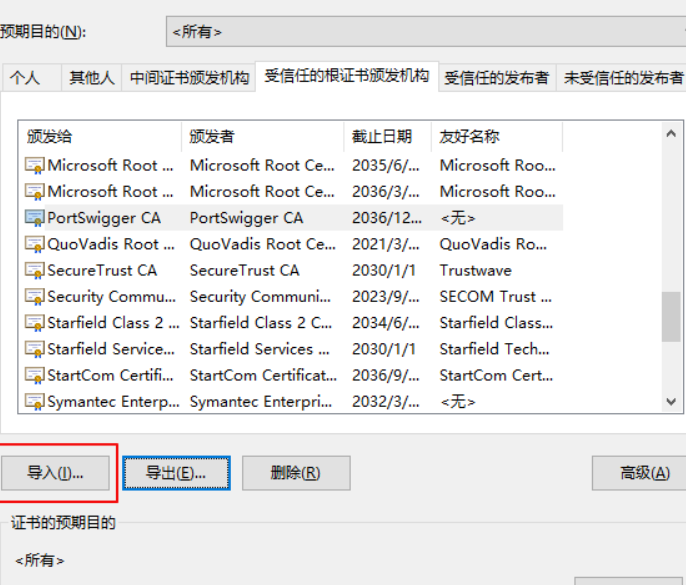 预期目的(N): <所有>
个人 其他人 中间证书颁发机构 受信任的根证书颁发机构 受信任的发布者 未受信任的发布者
颁发给 颁发者 截止日期 友好名称
Microsoft Root ... Microsoft Root Ce... 2035/6/... Microsoft Roo...
Microsoft Root ... Microsoft Root Ce... 2036/3/... Microsoft Roo...
PortSwigger CA PortSwigger CA 2036/12... <无>
QuoVadis Root ... QuoVadis Root Ce... 2021/3/... QuoVadis Ro...
SecureTrust CA SecureTrust CA 2030/1/1 Trustwave
Security Commu... Security Communi... 2023/9/... SECOM Trust ...
Starfield Class 2 ... Starfield Class 2 C... 2034/6/... Starfield Class...
Starfield Service... Starfield Services ... 2030/1/1 Starfield Tech...
StartCom Certifi... StartCom Certificat... 2036/9/... StartCom Cert...
Symantec Enterp... Symantec Enterpri... 2032/3/... <无>
导入(I)... 导出(E)... 删除(R) 高级(A)
证书的预期目的
<所有>